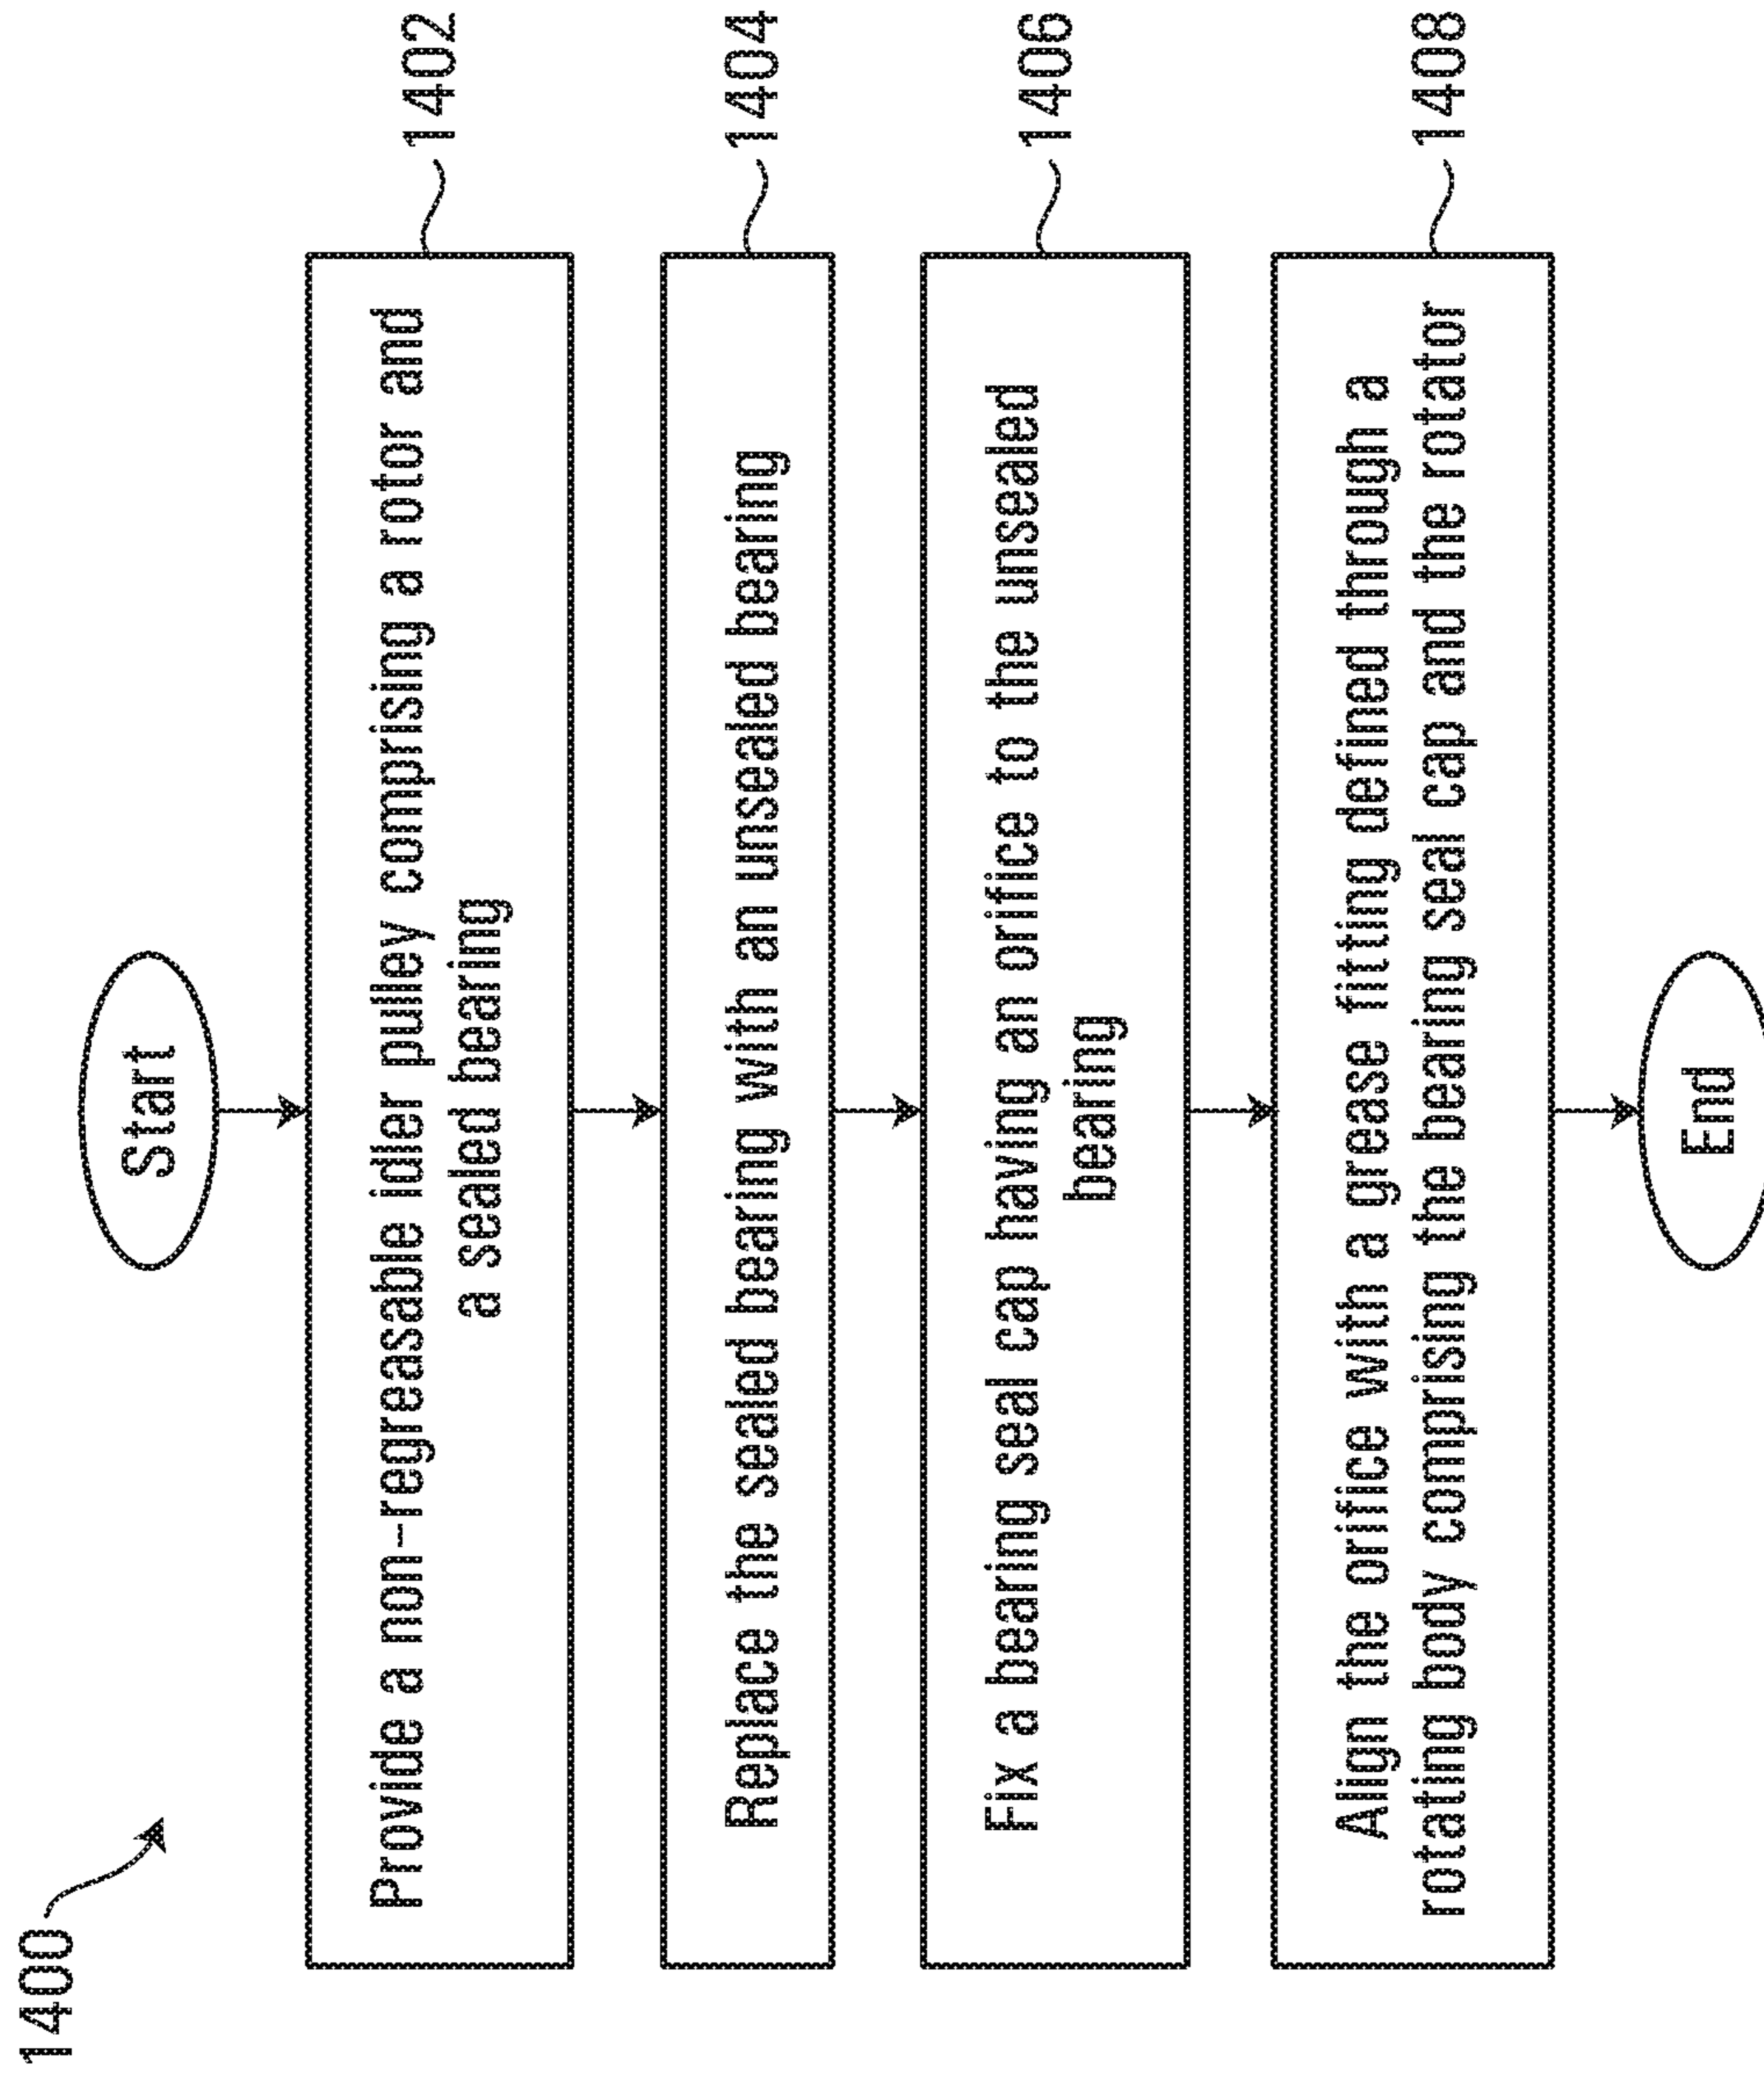 1400
Start
Provide a non-regreasable idler pulley comprising a rotor and
a sealed bearing
1402
Replace the sealed bearing with an unsealed bearing
1404
Fix a bearing seal cap having an orifice to the unsealed
bearing
1406
Align the orifice with a grease fitting defined through a
rotating body comprising the bearing seal cap and the rotator
1408
End